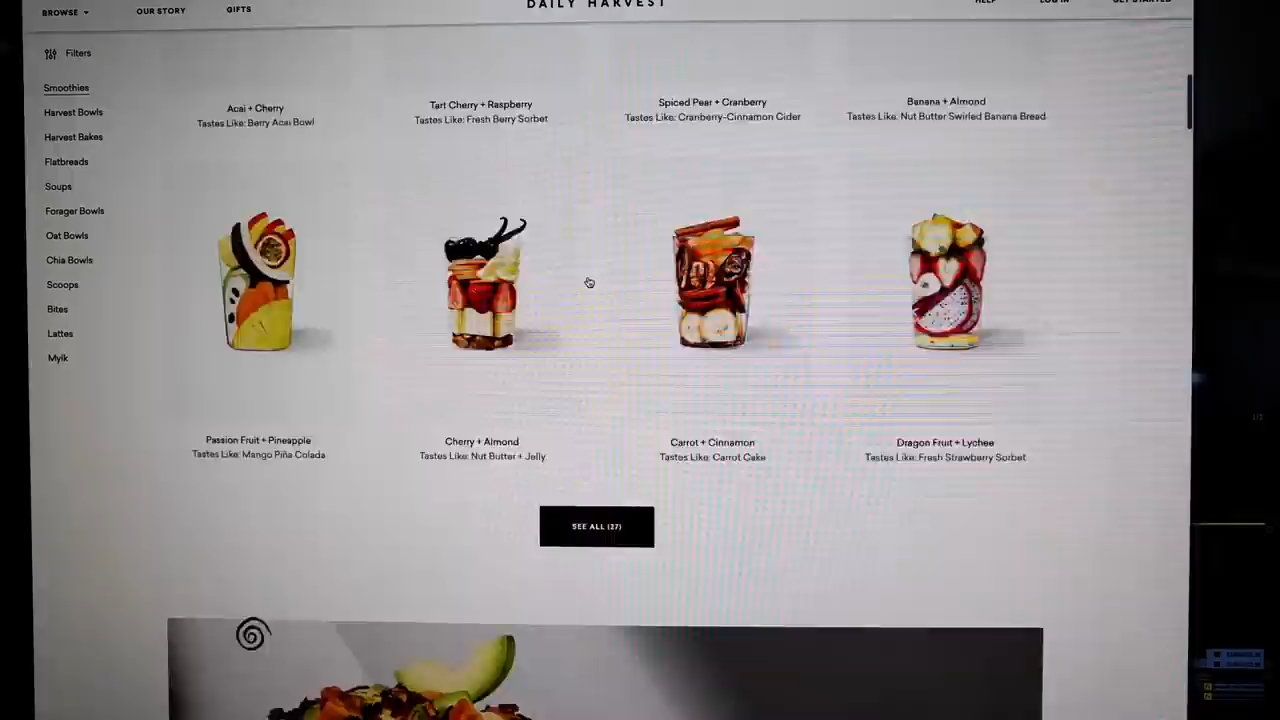 BROWSE
OUR STORY
GIFTS
DAILY HARVEST
HELP
LOG IN
GET STARTED
Filters
Smoothies
Harvest Bowls
Harvest Bakes
Flatbreads
Soups
Forager Bowls
Oat Bowls
Chia Bowls
Scoops
Bites
Lattes
Mylk
Acai + Cherry
Tastes Like: Berry Acai Bowl
Tart Cherry + Raspberry
Tastes Like: Fresh Berry Sorbet
Spiced Pear + Cranberry
Tastes Like: Cranberry-Cinnamon Cider
Banana + Almond
Tastes Like: Nut Butter Swirled Banana Bread
Passion Fruit + Pineapple
Tastes Like: Mango Piña Colada
Cherry + Almond
Tastes Like: Nut Butter + Jelly
Carrot + Cinnamon
Tastes Like: Carrot Cake
Dragon Fruit + Lychee
Tastes Like: Fresh Strawberry Sorbet
SEE ALL (27)